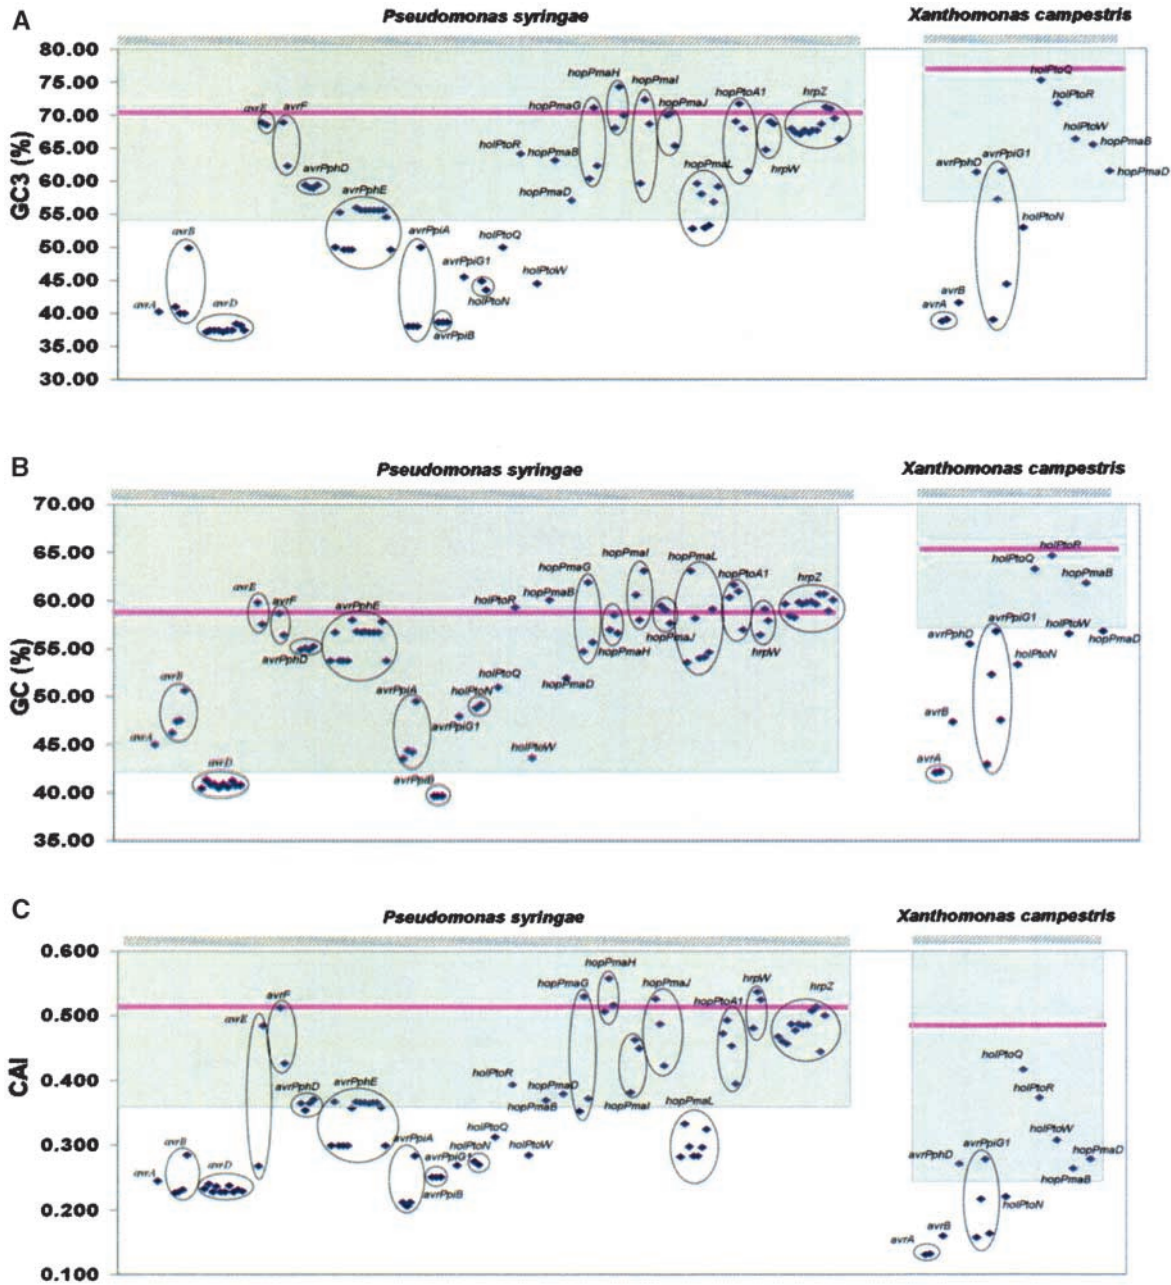 A
Pseudomonas syringae
Xanthomonas campestris
GC3 (%)
80.00
75.00
70.00
65.00
60.00
55.00
50.00
45.00
40.00
35.00
30.00
avrA
avrB
avrD
avrE
avrF
avrPphD
avrPphE
avrPpiA
avrPpiB
avrPpiG1
holPtoN
holPtoQ
holPtoR
holPtoW
hopPmaB
hopPmaD
hopPmaG
hopPmaH
hopPmaI
hopPmaJ
hopPmaL
hopPtoA1
hrpW
hrpZ
avrA
avrB
avrPphD
avrPpiG1
holPtoN
holPtoQ
holPtoR
holPtoW
hopPmaB
hopPmaD
B
Pseudomonas syringae
Xanthomonas campestris
GC (%)
70.00
65.00
60.00
55.00
50.00
45.00
40.00
35.00
avrA
avrB
avrD
avrE
avrF
avrPphD
avrPphE
avrPpiA
avrPpiB
avrPpiG1
holPtoN
holPtoQ
holPtoR
holPtoW
hopPmaB
hopPmaD
hopPmaG
hopPmaH
hopPmaI
hopPmaJ
hopPmaL
hopPtoA1
hrpW
hrpZ
avrA
avrB
avrPphD
avrPpiG1
holPtoN
holPtoQ
holPtoR
holPtoW
hopPmaB
hopPmaD
C
Pseudomonas syringae
Xanthomonas campestris
CAI
0.600
0.500
0.400
0.300
0.200
0.100
avrA
avrB
avrD
avrE
avrF
avrPphD
avrPphE
avrPpiA
avrPpiB
avrPpiG1
holPtoN
holPtoQ
holPtoR
holPtoW
hopPmaB
hopPmaD
hopPmaG
hopPmaH
hopPmaI
hopPmaJ
hopPmaL
hopPtoA1
hrpW
hrpZ
avrA
avrB
avrPphD
avrPpiG1
holPtoN
holPtoQ
holPtoR
holPtoW
hopPmaB
hopPmaD